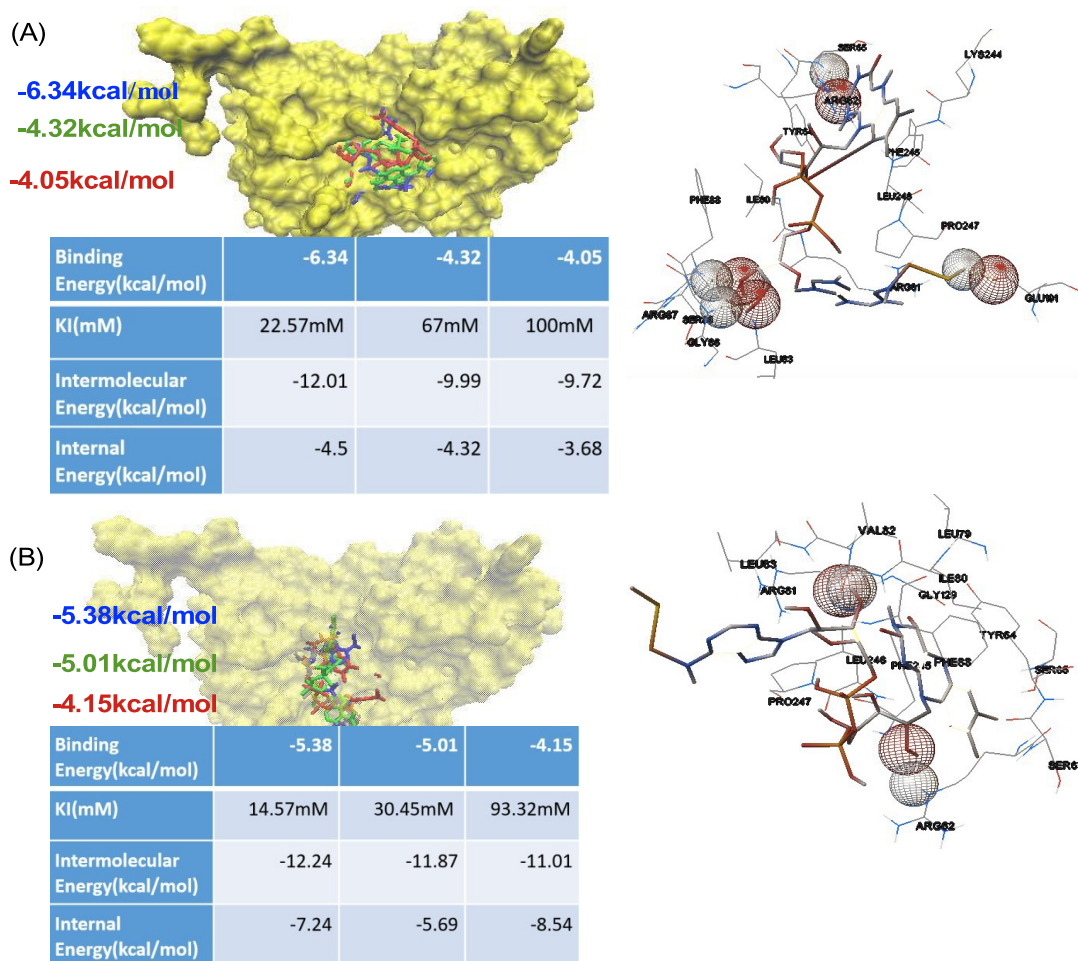 (A)
-6.34kcal/mol
-4.32kcal/mol
-4.05kcal/mol
Binding Energy(kcal/mol) -6.34 -4.32 -4.05
KI(mM) 22.57mM 67mM 100mM
Intermolecular Energy(kcal/mol) -12.01 -9.99 -9.72
Internal Energy(kcal/mol) -4.5 -4.32 -3.68
SER65
LYS244
ARG62
TYR64
PHE245
PHE88
ILE80
LEU246
PRO247
ARG81
GLU191
ARG87
GLY86
LEU83
(B)
-5.38kcal/mol
-5.01kcal/mol
-4.15kcal/mol
Binding Energy(kcal/mol) -5.38 -5.01 -4.15
KI(mM) 14.57mM 30.45mM 93.32mM
Intermolecular Energy(kcal/mol) -12.24 -11.87 -11.01
Internal Energy(kcal/mol) -7.24 -5.69 -8.54
VAL82
LEU79
LEU83
ILE80
ARG81
GLY129
TYR64
LEU246
PHE245
PHE88
SER65
PRO247
ARG62